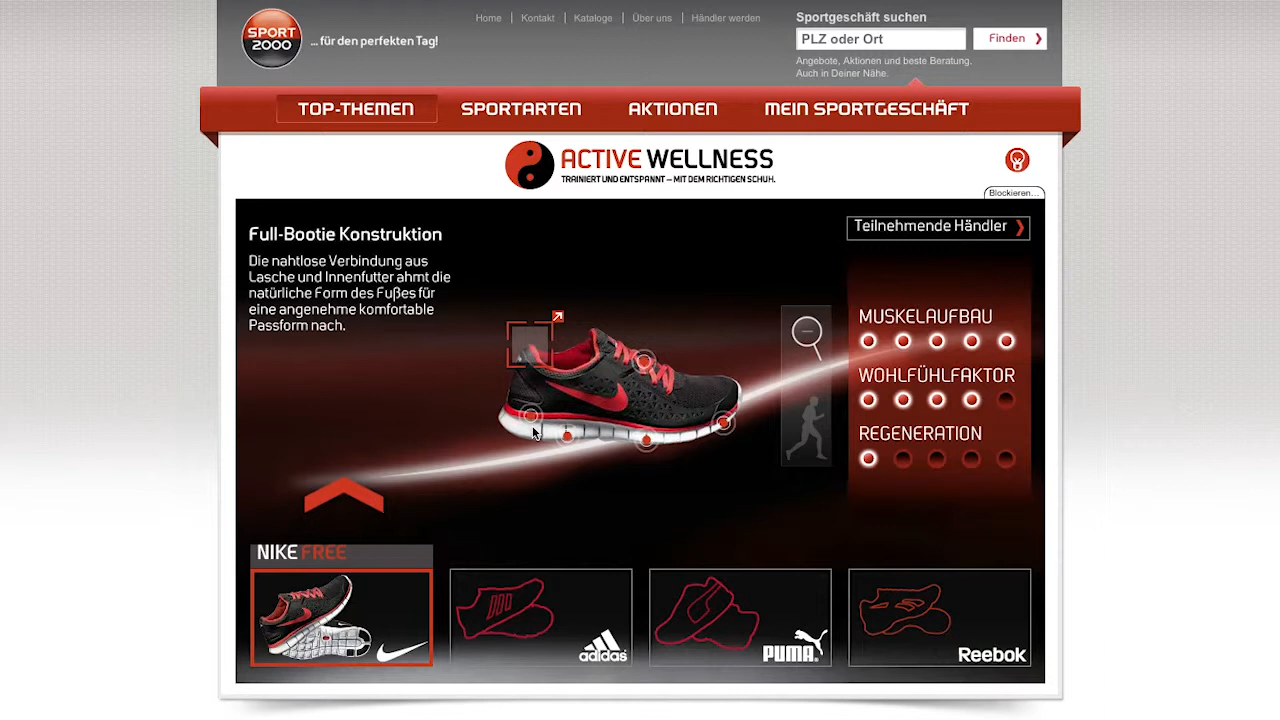 Home
Kontakt
Kataloge
Über uns
Händler werden
Sportgeschäft suchen
SPORT
2000
... für den perfekten Tag!
PLZ oder Ort
Finden
Angebote, Aktionen und beste Beratung.
Auch in Deiner Nähe.
TOP-THEMEN
SPORTARTEN
AKTIONEN
MEIN SPORTGESCHÄFT
ACTIVE WELLNESS
TRAINIERT UND ENTSPANNT – MIT DEM RICHTIGEN SCHUH.
Blockieren...
Full-Bootie Konstruktion
Die nahtlose Verbindung aus
Lasche und Innenfutter ahmt die
natürliche Form des Fußes für
eine angenehme komfortable
Passform nach.
Teilnehmende Händler
MUSKELAUFBAU
WOHLFÜHLFAKTOR
REGENERATION
NIKE FREE
adidas
PUMA
Reebok